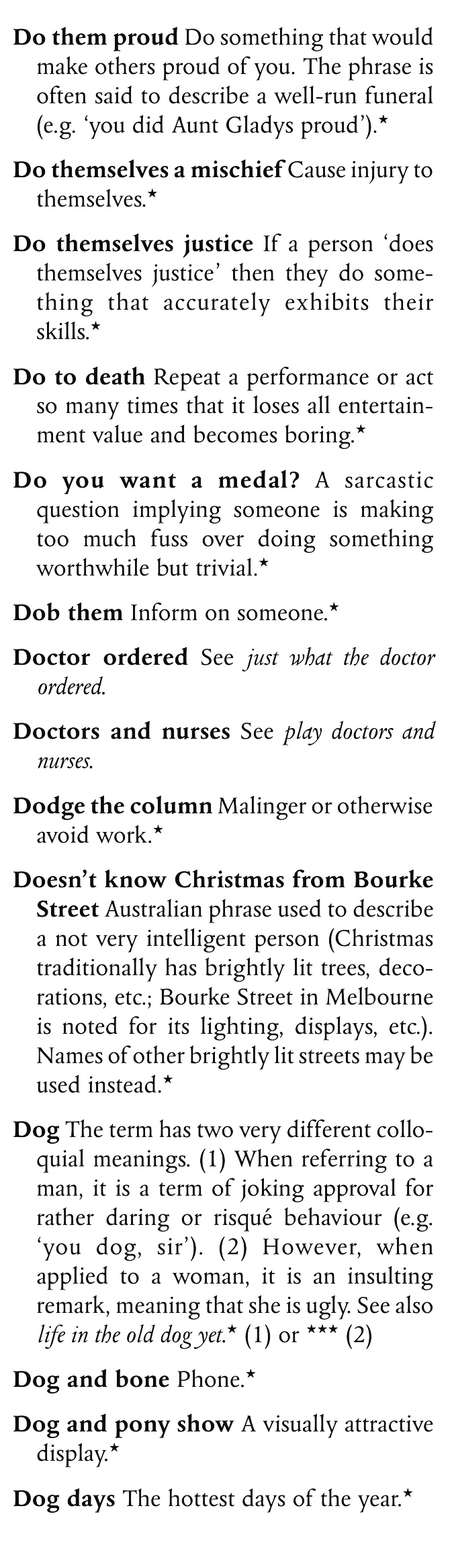 Do them proud Do something that would
make others proud of you. The phrase is
often said to describe a well-run funeral
(e.g. ‘you did Aunt Gladys proud’).★
Do themselves a mischief Cause injury to
themselves.★
Do themselves justice If a person ‘does
themselves justice’ then they do some-
thing that accurately exhibits their
skills.★
Do to death Repeat a performance or act
so many times that it loses all entertain-
ment value and becomes boring.★
Do you want a medal? A sarcastic
question implying someone is making
too much fuss over doing something
worthwhile but trivial.★
Dob them Inform on someone.★
Doctor ordered See just what the doctor
ordered.
Doctors and nurses See play doctors and
nurses.
Dodge the column Malinger or otherwise
avoid work.★
Doesn’t know Christmas from Bourke
Street Australian phrase used to describe
a not very intelligent person (Christmas
traditionally has brightly lit trees, deco-
rations, etc.; Bourke Street in Melbourne
is noted for its lighting, displays, etc.).
Names of other brightly lit streets may be
used instead.★
Dog The term has two very different collo-
quial meanings. (1) When referring to a
man, it is a term of joking approval for
rather daring or risqué behaviour (e.g.
‘you dog, sir’). (2) However, when
applied to a woman, it is an insulting
remark, meaning that she is ugly. See also
life in the old dog yet.★ (1) or ★★★ (2)
Dog and bone Phone.★
Dog and pony show A visually attractive
display.★
Dog days The hottest days of the year.★